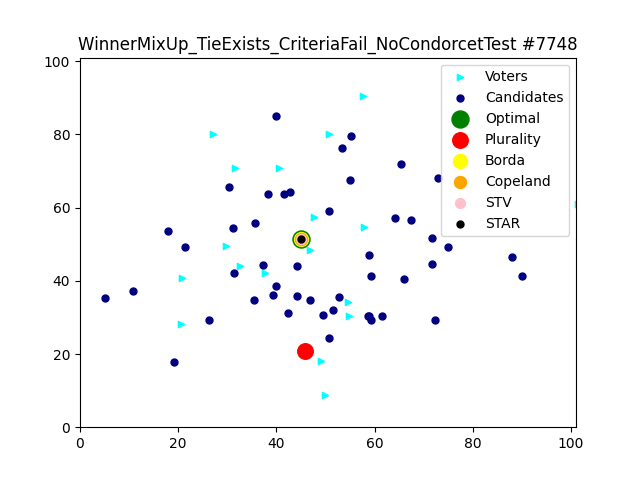 WinnerMixUp_TieExists_CriteriaFail_NoCondorcetTest #7748
100
80
60
40
20
0
0 20 40 60 80 100
Voters
Candidates
Optimal
Plurality
Borda
Copeland
STV
STAR